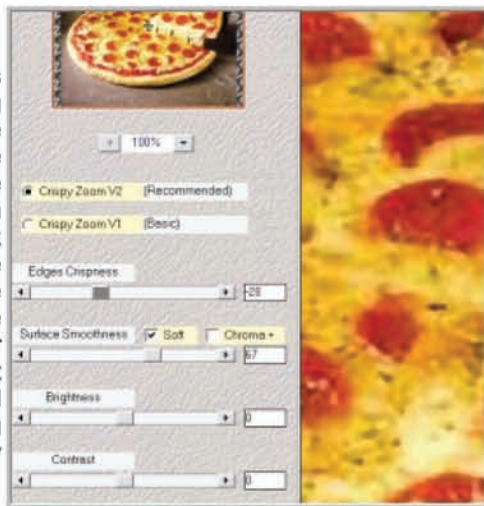 100%
Crispy Zoom V2 (Recommended)
Crispy Zoom V1 (Basic)
Edges Crispness
-28
Surface Smoothness Soft Chroma +
67
Brightness
0
Contrast
0